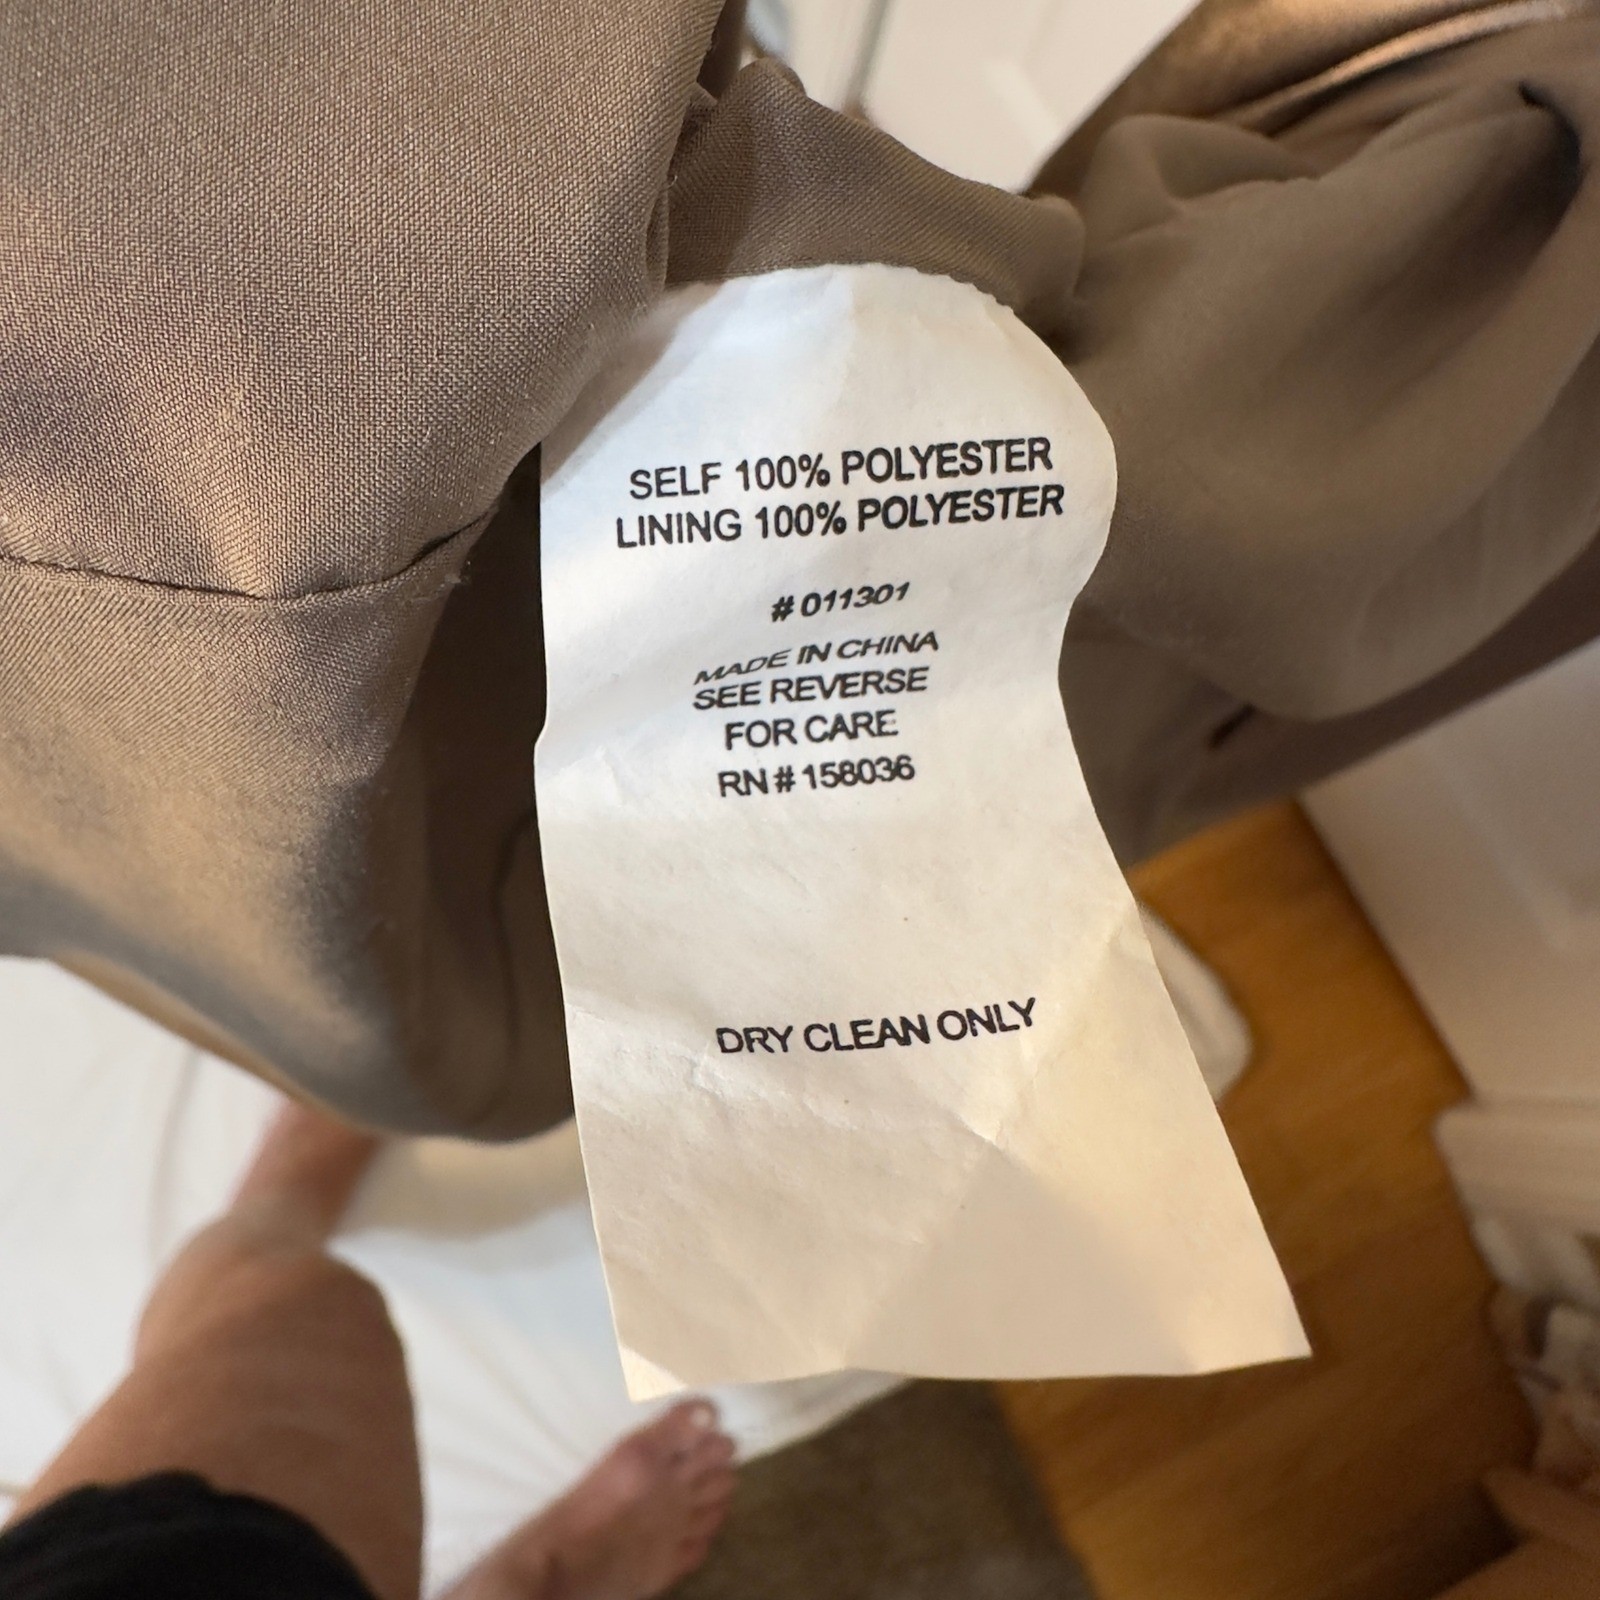 SELF 100% POLYESTER
LINING 100% POLYESTER
#011301
MADE IN CHINA
SEE REVERSE
FOR CARE
RN#158036
DRY CLEAN ONLY